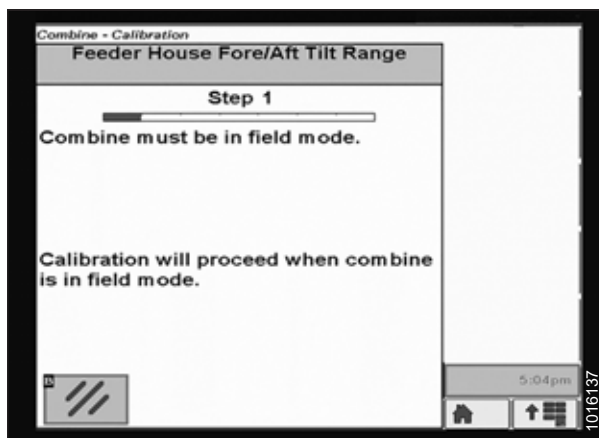 Combine - Calibration
Feeder House Fore/Aft Tilt Range
Step 1
Combine must be in field mode.
Calibration will proceed when combine
is in field mode.
5:04pm
1016137